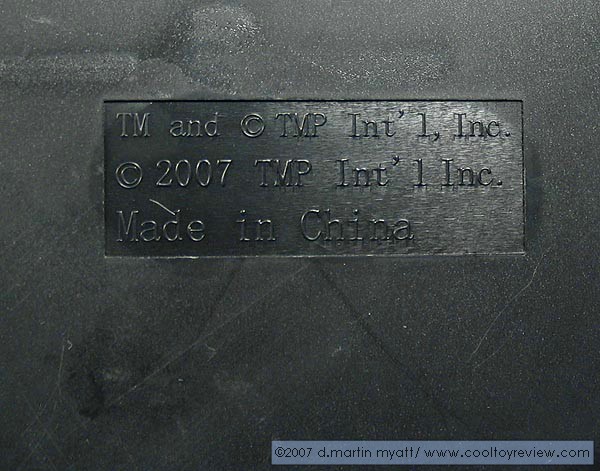 TM and © TMP Int'l, Inc.
© 2007 TMP Int'l Inc.
Made in China
©2007 d.martin myatt/ www.cooltoyreview.com